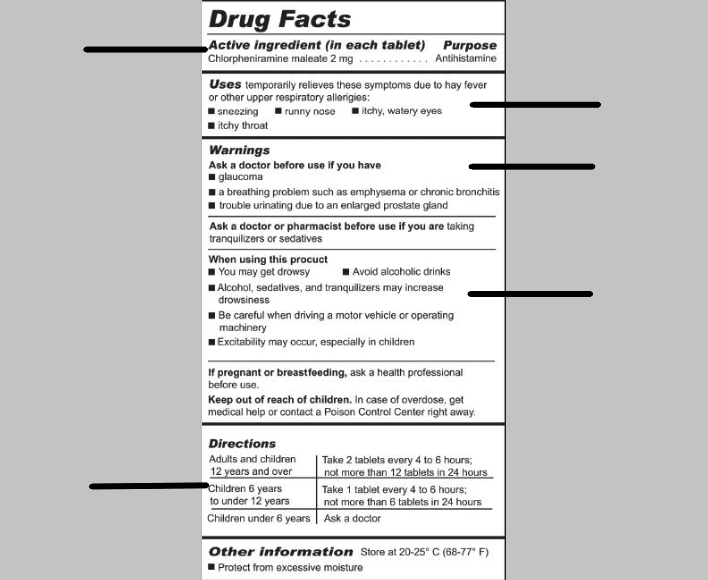 Drug Facts
Active ingredient (in each tablet) Purpose
Chlorpheniramine maleate 2 mg . . . . . . . . . . . . Antihistamine
Uses temporarily relieves these symptoms due to hay fever
or other upper respiratory allerigies:
■ sneezing ■ runny nose ■ itchy, watery eyes
■ itchy throat
Warnings
Ask a doctor before use if you have
■ glaucoma
■ a breathing problem such as emphysema or chronic bronchitis
■ trouble urinating due to an enlarged prostate gland
Ask a doctor or pharmacist before use if you are taking
tranquilizers or sedatives
When using this procuct
■ You may get drowsy ■ Avoid alcoholic drinks
■ Alcohol, sedatives, and tranquilizers may increase
drowsiness
■ Be careful when driving a motor vehicle or operating
machinery
■ Excitability may occur, especially in children
If pregnant or breastfeeding, ask a health professional
before use.
Keep out of reach of children. In case of overdose, get
medical help or contact a Poison Control Center right away.
Directions
Adults and children Take 2 tablets every 4 to 6 hours;
12 years and over not more than 12 tablets in 24 hours
Children 6 years Take 1 tablet every 4 to 6 hours;
to under 12 years not more than 6 tablets in 24 hours
Children under 6 years Ask a doctor
Other information Store at 20-25° C (68-77° F)
■ Protect from excessive moisture